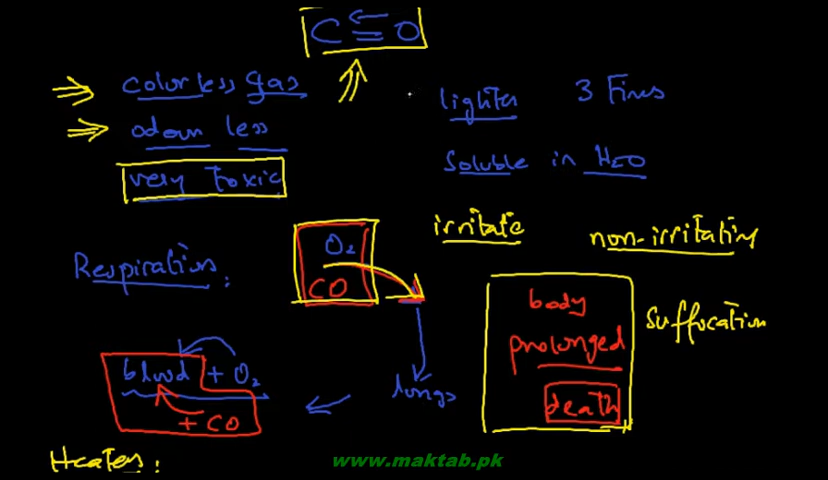 C ≡ O
colorless gas
lighter 3 Times
odour less
Soluble in H2O
very toxic
irritate
non-irritating
O2
Respiration:
CO
body
suffocation
prolonged
blood + O2
lungs
death
+ CO
Heaters:
www.maktab.pk